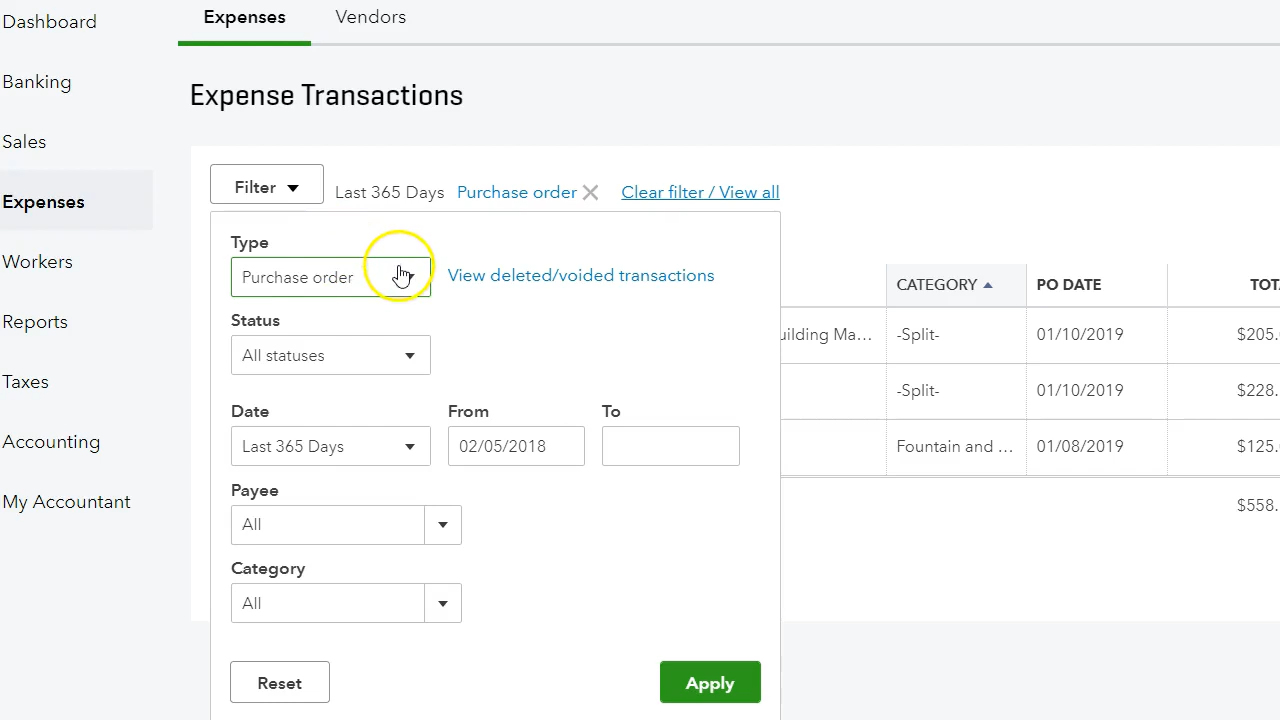 Dashboard
Banking
Sales
Expenses
Workers
Reports
Taxes
Accounting
My Accountant
Expenses Vendors
Expense Transactions
Filter Last 365 Days Purchase order Clear filter / View all
Type
Purchase order View deleted/voided transactions
Status
All statuses
Date From To
Last 365 Days 02/05/2018
Payee
All
Category
All
Reset Apply
CATEGORY PO DATE TOT
uilding Ma… -Split- 01/10/2019 $205.
-Split- 01/10/2019 $228.
Fountain and … 01/08/2019 $125.
$558.